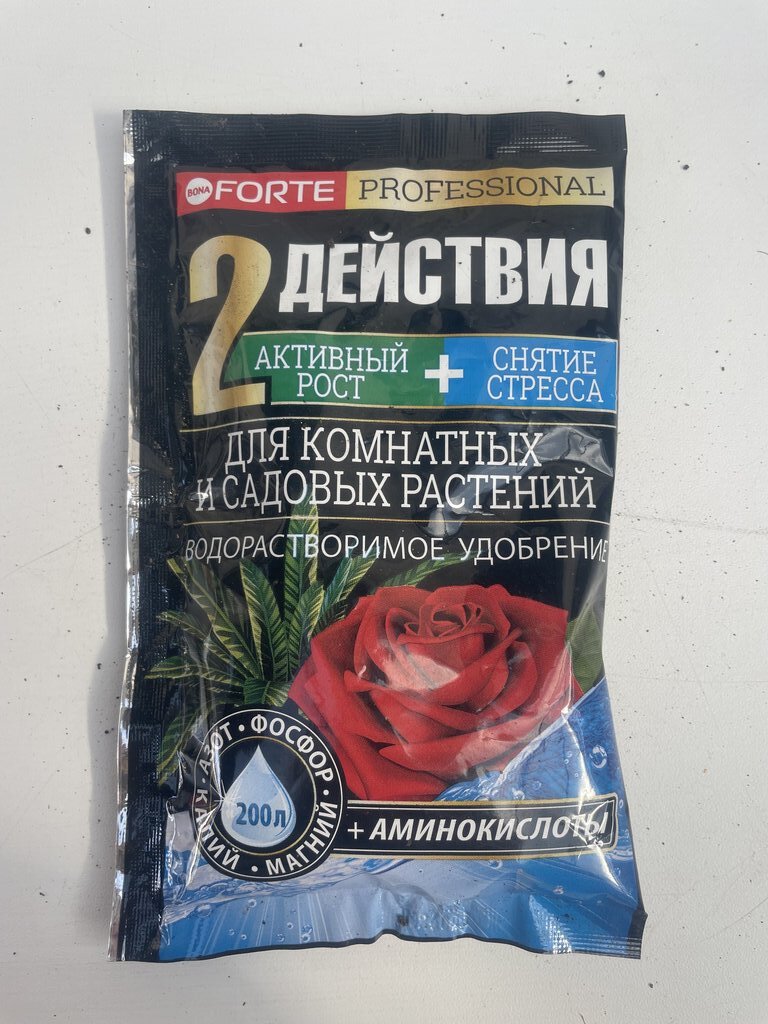 BONA FORTE PROFESSIONAL
2 ДЕЙСТВИЯ
АКТИВНЫЙ
РОСТ
+
СНЯТИЕ
СТРЕССА
ДЛЯ КОМНАТНЫХ
И САДОВЫХ РАСТЕНИЙ
ВОДОРАСТВОРИМОЕ УДОБРЕНИЕ
АЗОТ • ФОСФОР • МАГНИЙ • КАЛИЙ •
200л
+ АМИНОКИСЛОТЫ